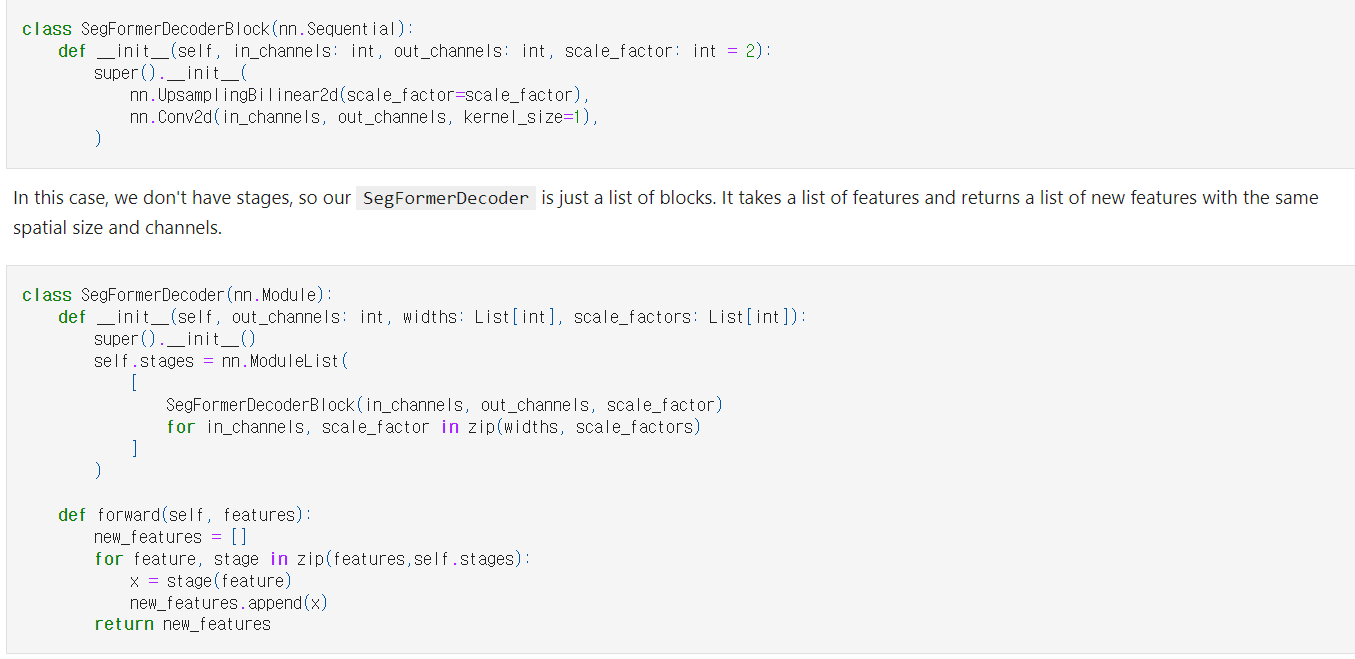 class SegFormerDecoderBlock(nn.Sequential):
    def __init__(self, in_channels: int, out_channels: int, scale_factor: int = 2):
        super().__init__(
            nn.UpsamplingBilinear2d(scale_factor=scale_factor),
            nn.Conv2d(in_channels, out_channels, kernel_size=1),
        )
In this case, we don't have stages, so our SegFormerDecoder is just a list of blocks. It takes a list of features and returns a list of new features with the same
spatial size and channels.
class SegFormerDecoder(nn.Module):
    def __init__(self, out_channels: int, widths: List[int], scale_factors: List[int]):
        super().__init__()
        self.stages = nn.ModuleList(
            [
                SegFormerDecoderBlock(in_channels, out_channels, scale_factor)
                for in_channels, scale_factor in zip(widths, scale_factors)
            ]
        )
    def forward(self, features):
        new_features = []
        for feature, stage in zip(features,self.stages):
            x = stage(feature)
            new_features.append(x)
        return new_features